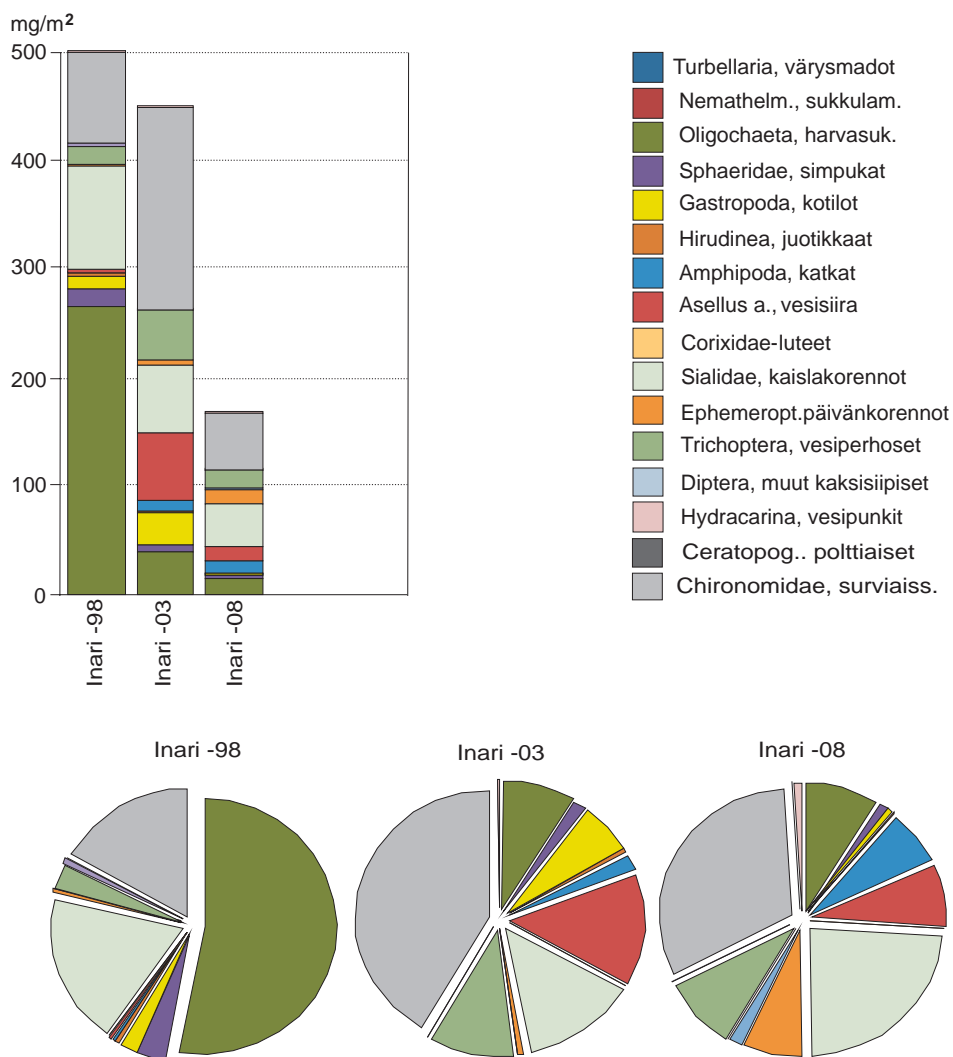 mg/m²
500
400
300
200
100
0
Inari -98
Inari -03
Inari -08
Turbellaria, värysmadot
Nemathelm., sukkulam.
Oligochaeta, harvasuk.
Sphaeridae, simpukat
Gastropoda, kotilot
Hirudinea, juotikkaat
Amphipoda, katkat
Asellus a., vesisiira
Corixidae-luteet
Sialidae, kaislakorennot
Ephemeropt.päivänkorennot
Trichoptera, vesiperhoset
Diptera, muut kaksisiipiset
Hydracarina, vesipunkit
Ceratopog.. polttiaiset
Chironomidae, surviaiss.
Inari -98
Inari -03
Inari -08